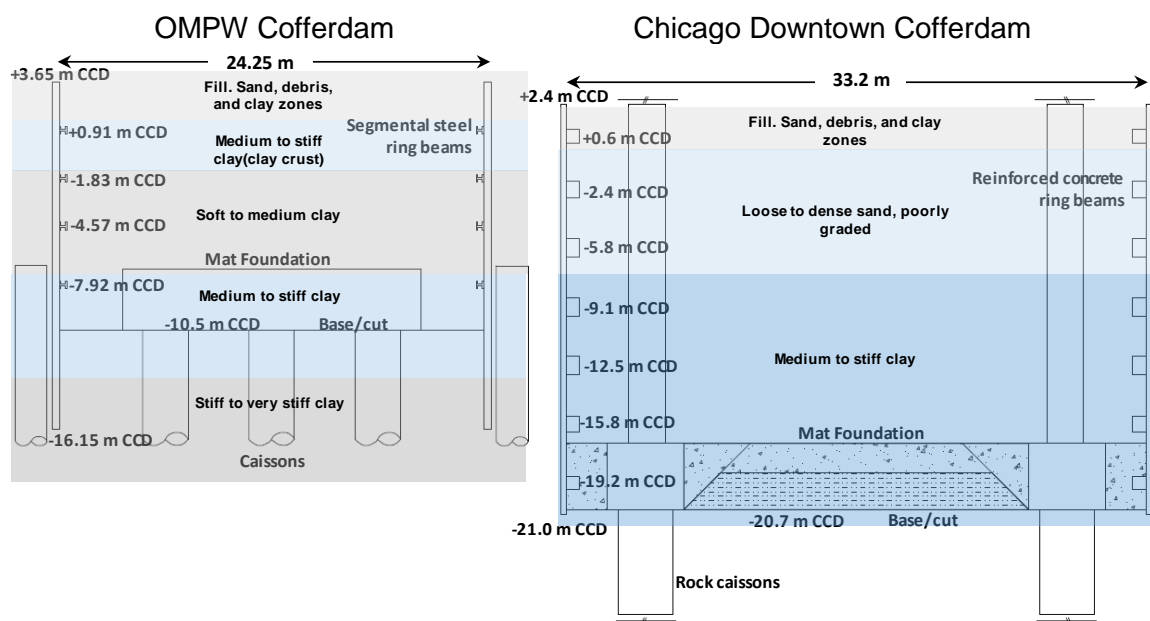 OMPW Cofferdam
24.25 m
+3.65 m CCD
Fill. Sand, debris,
and clay zones
+0.91 m CCD
Segmental steel
ring beams
Medium to stiff
clay(clay crust)
-1.83 m CCD
Soft to medium clay
-4.57 m CCD
Mat Foundation
-7.92 m CCD
Medium to stiff clay
-10.5 m CCD
Base/cut
Stiff to very stiff clay
-16.15 m CCD
Caissons
Chicago Downtown Cofferdam
33.2 m
+2.4 m CCD
Fill. Sand, debris, and clay
zones
+0.6 m CCD
-2.4 m CCD
Reinforced concrete
ring beams
Loose to dense sand, poorly
graded
-5.8 m CCD
-9.1 m CCD
Medium to stiff clay
-12.5 m CCD
-15.8 m CCD
Mat Foundation
-19.2 m CCD
-20.7 m CCD
Base/cut
-21.0 m CCD
Rock caissons